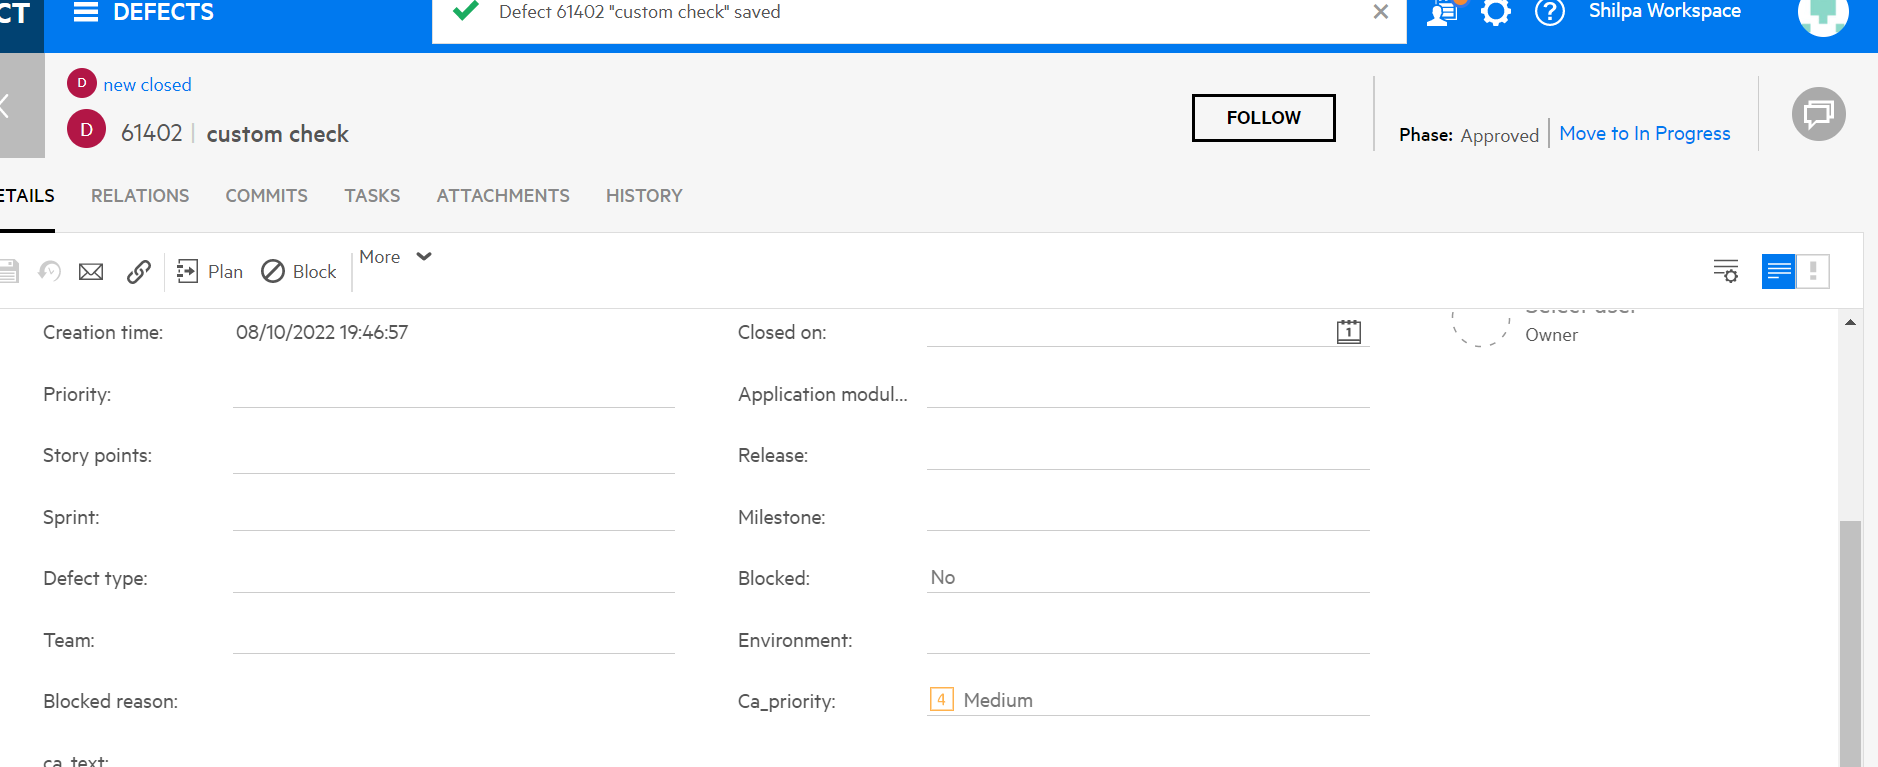 CT DEFECTS Defect 61402 "custom check" saved Shilpa Workspace
D new closed
D 61402 custom check FOLLOW Phase: Approved Move to In Progress
ETAILS RELATIONS COMMITS TASKS ATTACHMENTS HISTORY
Plan Block More
Creation time: 08/10/2022 19:46:57 Closed on: 1 Owner
Priority: Application modul...
Story points: Release:
Sprint: Milestone:
Defect type: Blocked: No
Team: Environment:
Blocked reason: Ca_priority: 4 Medium
ca_text: